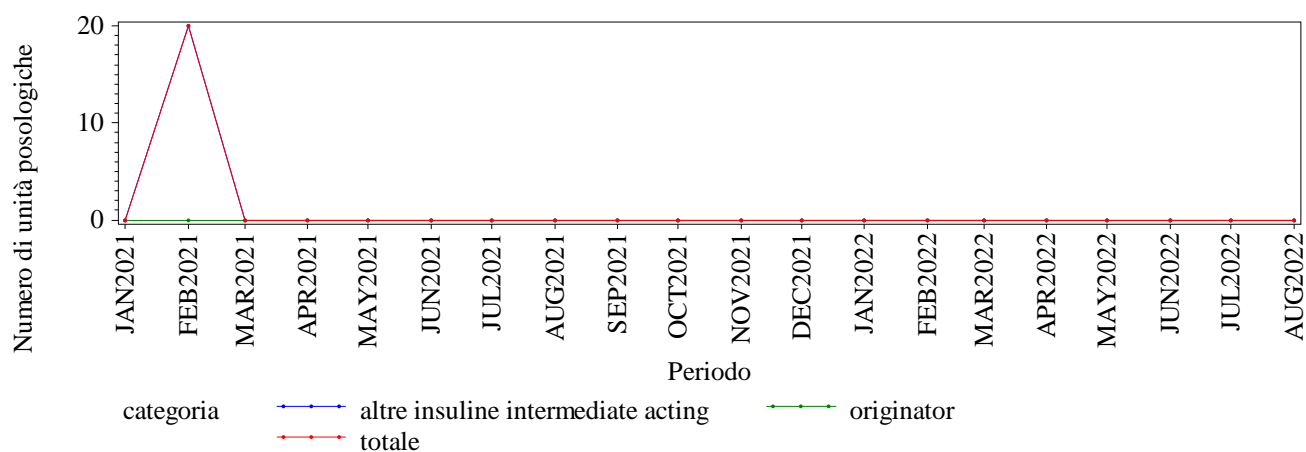 Numero di unità posologiche
20
10
0
JAN2021
FEB2021
MAR2021
APR2021
MAY2021
JUN2021
JUL2021
AUG2021
SEP2021
OCT2021
NOV2021
DEC2021
JAN2022
FEB2022
MAR2022
APR2022
MAY2022
JUN2022
JUL2022
AUG2022
Periodo
categoria altre insuline intermediate acting originator
totale